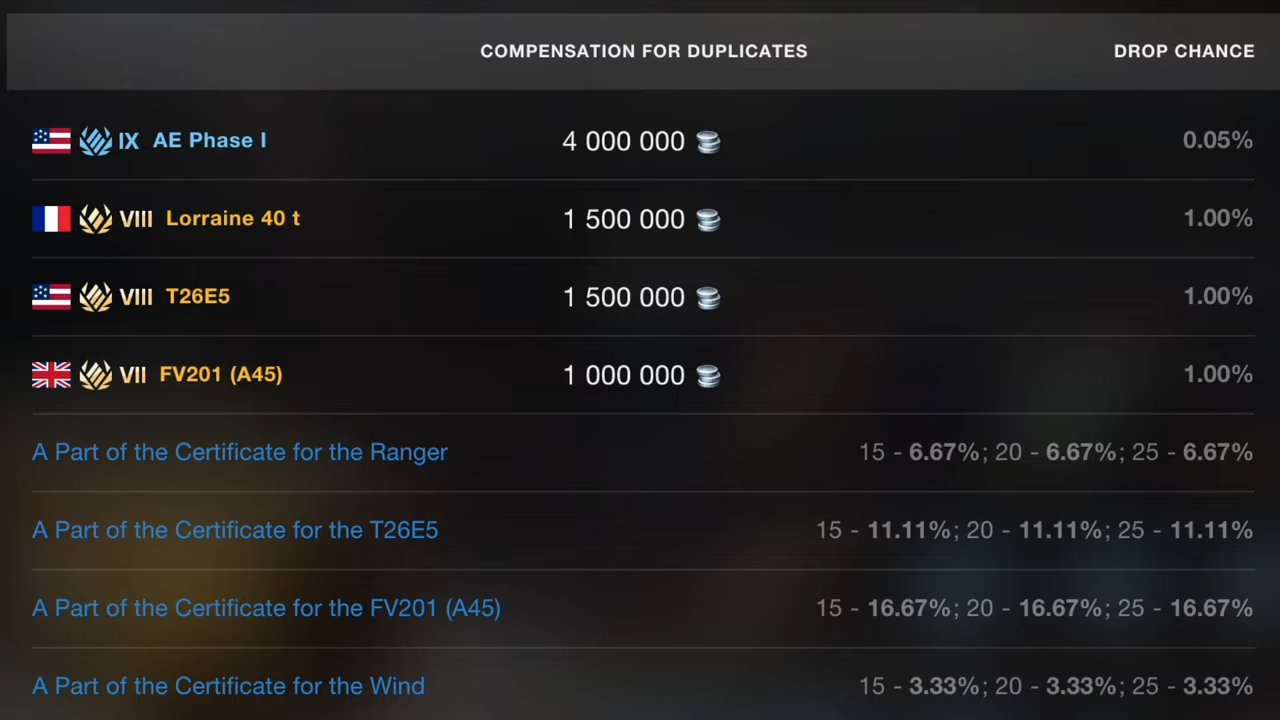 COMPENSATION FOR DUPLICATES DROP CHANCE
IX AE Phase I 4 000 000 0.05%
VIII Lorraine 40 t 1 500 000 1.00%
VIII T26E5 1 500 000 1.00%
VII FV201 (A45) 1 000 000 1.00%
A Part of the Certificate for the Ranger 15 - 6.67%; 20 - 6.67%; 25 - 6.67%
A Part of the Certificate for the T26E5 15 - 11.11%; 20 - 11.11%; 25 - 11.11%
A Part of the Certificate for the FV201 (A45) 15 - 16.67%; 20 - 16.67%; 25 - 16.67%
A Part of the Certificate for the Wind 15 - 3.33%; 20 - 3.33%; 25 - 3.33%